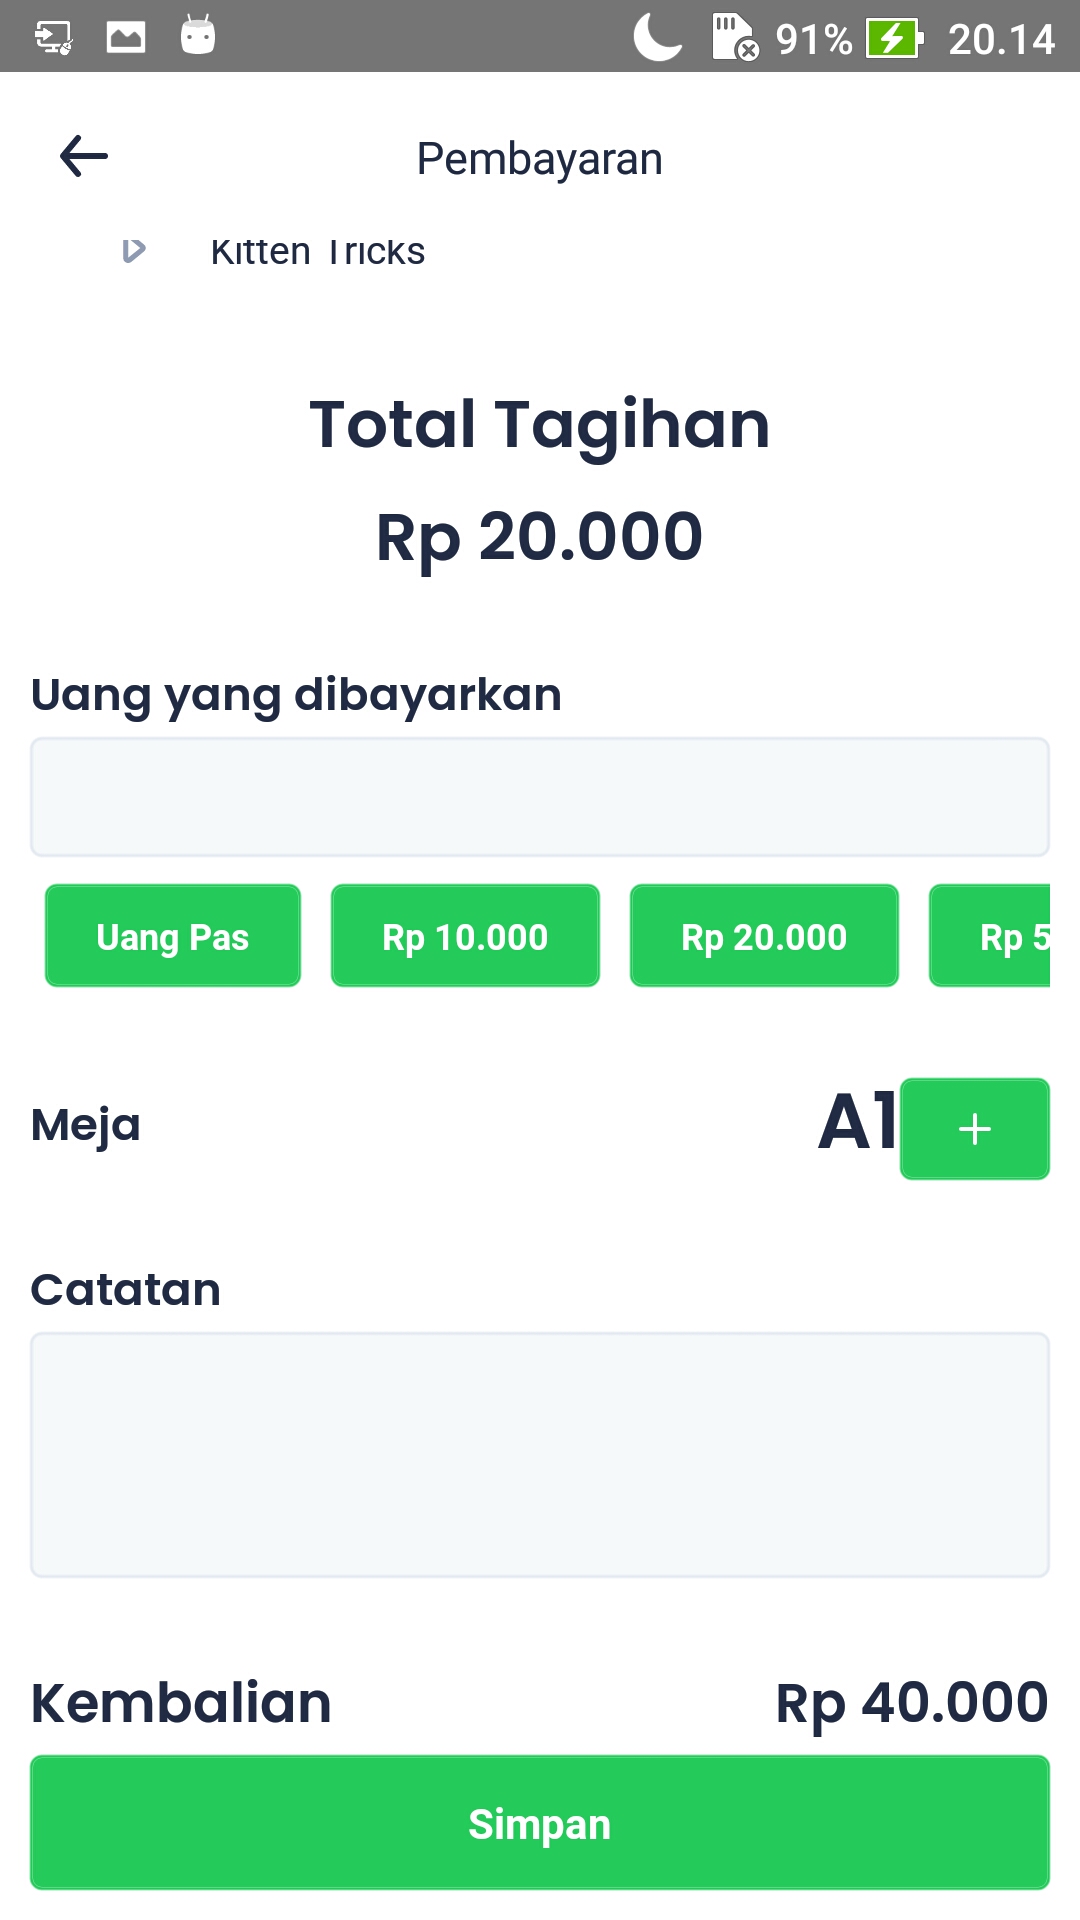 91% 20.14
Pembayaran
Kitten Tricks
Total Tagihan
Rp 20.000
Uang yang dibayarkan
Uang Pas Rp 10.000 Rp 20.000 Rp 5
Meja A1 +
Catatan
Kembalian Rp 40.000
Simpan